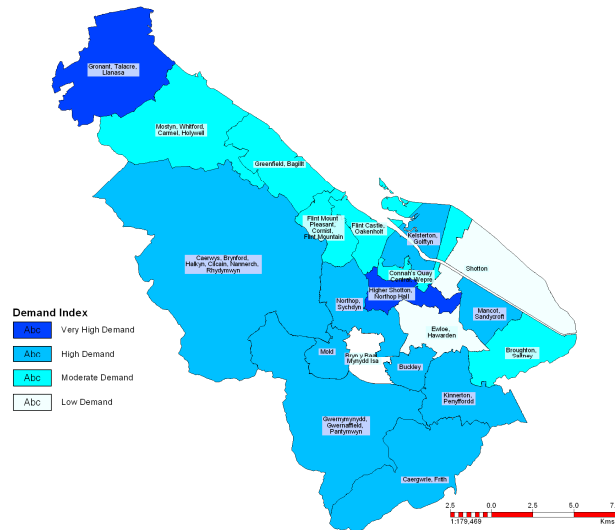 Gronant, Talacre,
Llanasa
Mostyn, Whitford,
Carmel, Holywell
Greenfield, Bagillt
Flint Mount
Pleasant,
Cornist,
Flint Mountain
Flint Castle,
Oakenholt
Kelsterton,
Golftyn
Shotton
Caerwys, Brynford,
Halkyn, Cilcain, Nannerch,
Rhydymwyn
Connah's Quay
Central Wepre
Higher Shotton,
Northop Hall
Northop,
Sychdyn
Mancot,
Sandycroft
Ewloe,
Hawarden
Broughton,
Saltney
Mold
Bryn y Baal
Mynydd Isa
Buckley
Kinnerton,
Penyffordd
Gwernymynydd,
Gwernaffield,
Pantymwyn
Caergwrle, Ffrith
Demand Index
Abc Very High Demand
Abc High Demand
Abc Moderate Demand
Abc Low Demand
2.5 0.0 2.5 5.0 7.
1:179,469 Kms